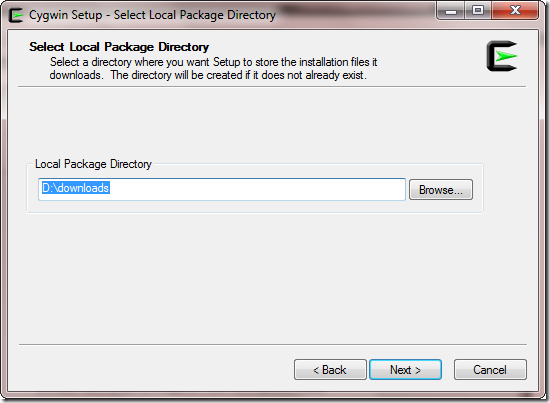 Cygwin Setup - Select Local Package Directory
Select Local Package Directory
Select a directory where you want Setup to store the installation files it
downloads. The directory will be created if it does not already exist.
Local Package Directory
D:\downloads
Browse...
< Back
Next >
Cancel